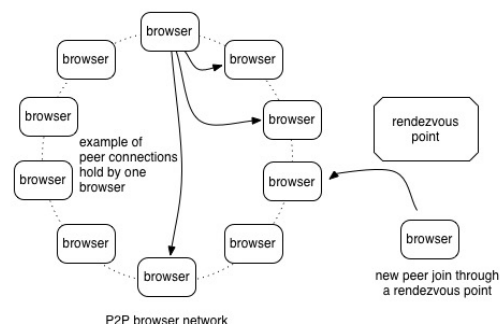 browser
browser
browser
browser
browser
rendezvous
point
example of
peer connections
hold by one
browser
browser
browser
browser
browser
browser
browser
new peer join through
a rendezvous point
P2P browser network